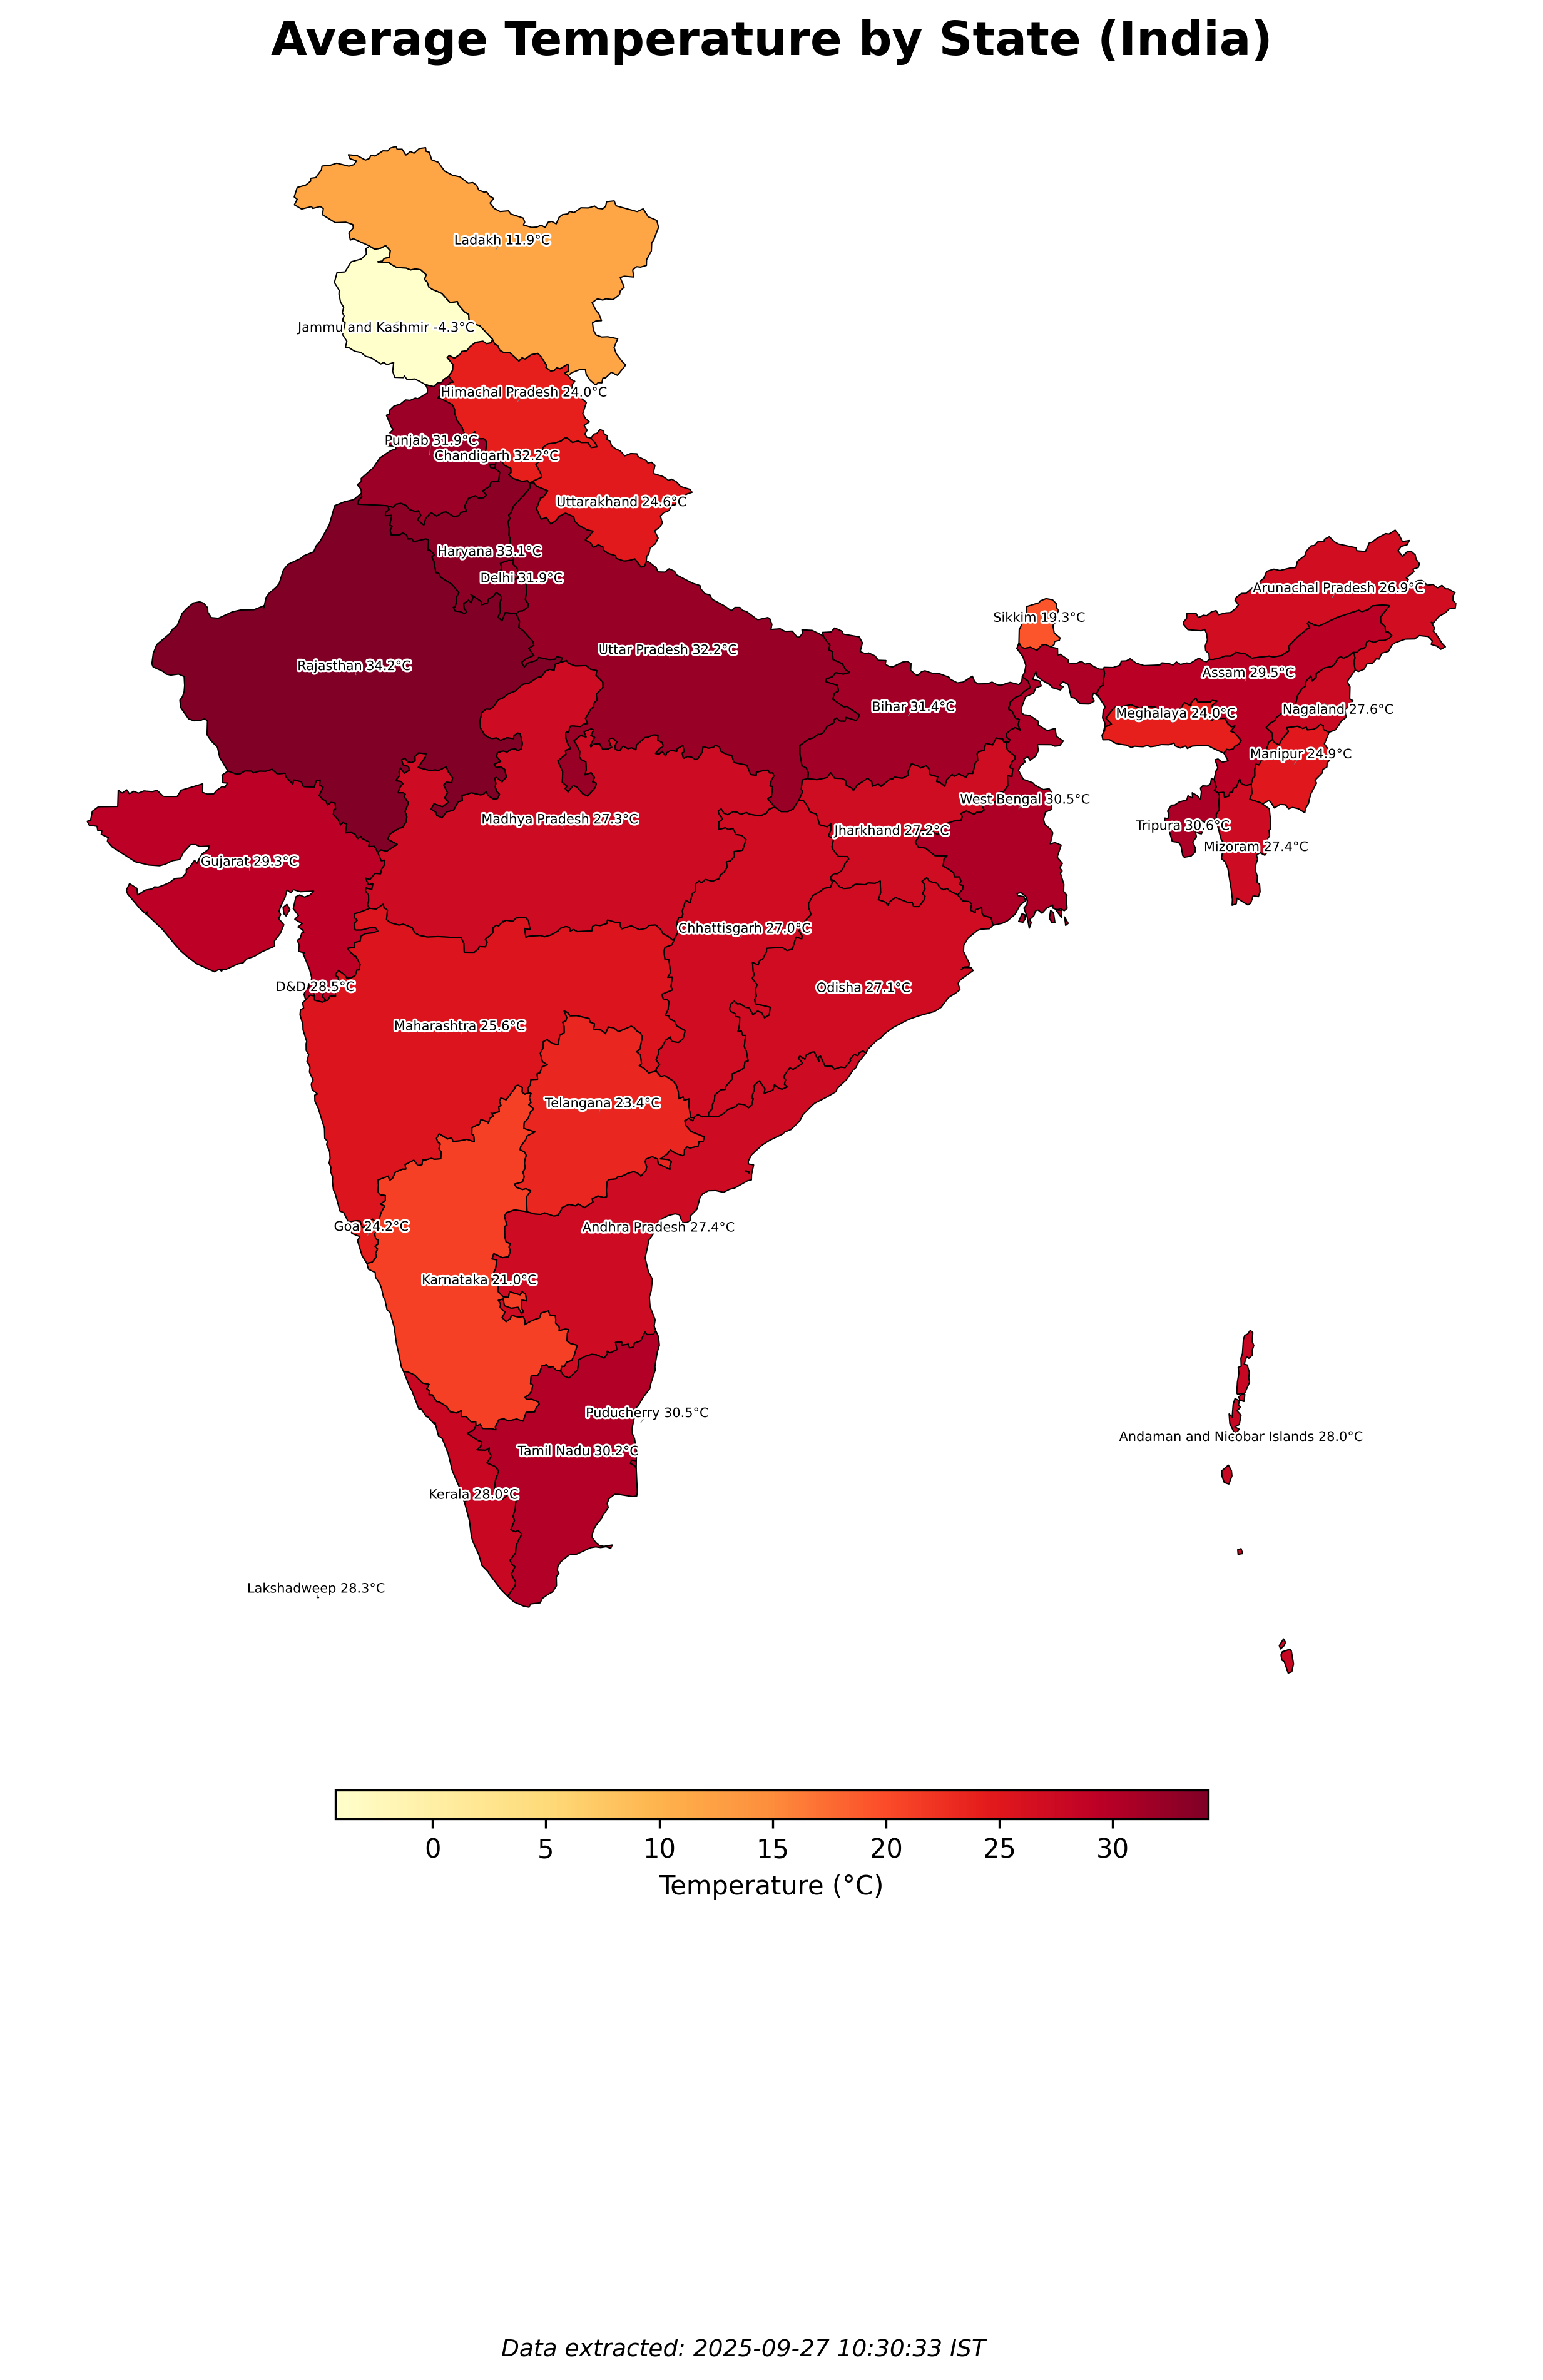 Average Temperature by State (India)
Ladakh 11.9°C
Jammu and Kashmir -4.3°C
Himachal Pradesh 24.0°C
Punjab 31.9°C
Chandigarh 32.2°C
Uttarakhand 24.6°C
Haryana 33.1°C
Delhi 31.9°C
Arunachal Pradesh 26.9°C
Sikkim 19.3°C
Uttar Pradesh 32.2°C
Rajasthan 34.2°C
Assam 29.5°C
Bihar 31.4°C
Nagaland 27.6°C
Meghalaya 24.0°C
Manipur 24.9°C
West Bengal 30.5°C
Madhya Pradesh 27.3°C
Tripura 30.6°C
Jharkhand 27.2°C
Mizoram 27.4°C
Gujarat 29.3°C
Chhattisgarh 27.0°C
D&D 28.5°C
Odisha 27.1°C
Maharashtra 25.6°C
Telangana 23.4°C
Goa 24.2°C
Andhra Pradesh 27.4°C
Karnataka 21.0°C
Puducherry 30.5°C
Andaman and Nicobar Islands 28.0°C
Tamil Nadu 30.2°C
Kerala 28.0°C
Lakshadweep 28.3°C
0 5 10 15 20 25 30
Temperature (°C)
Data extracted: 2025-09-27 10:30:33 IST